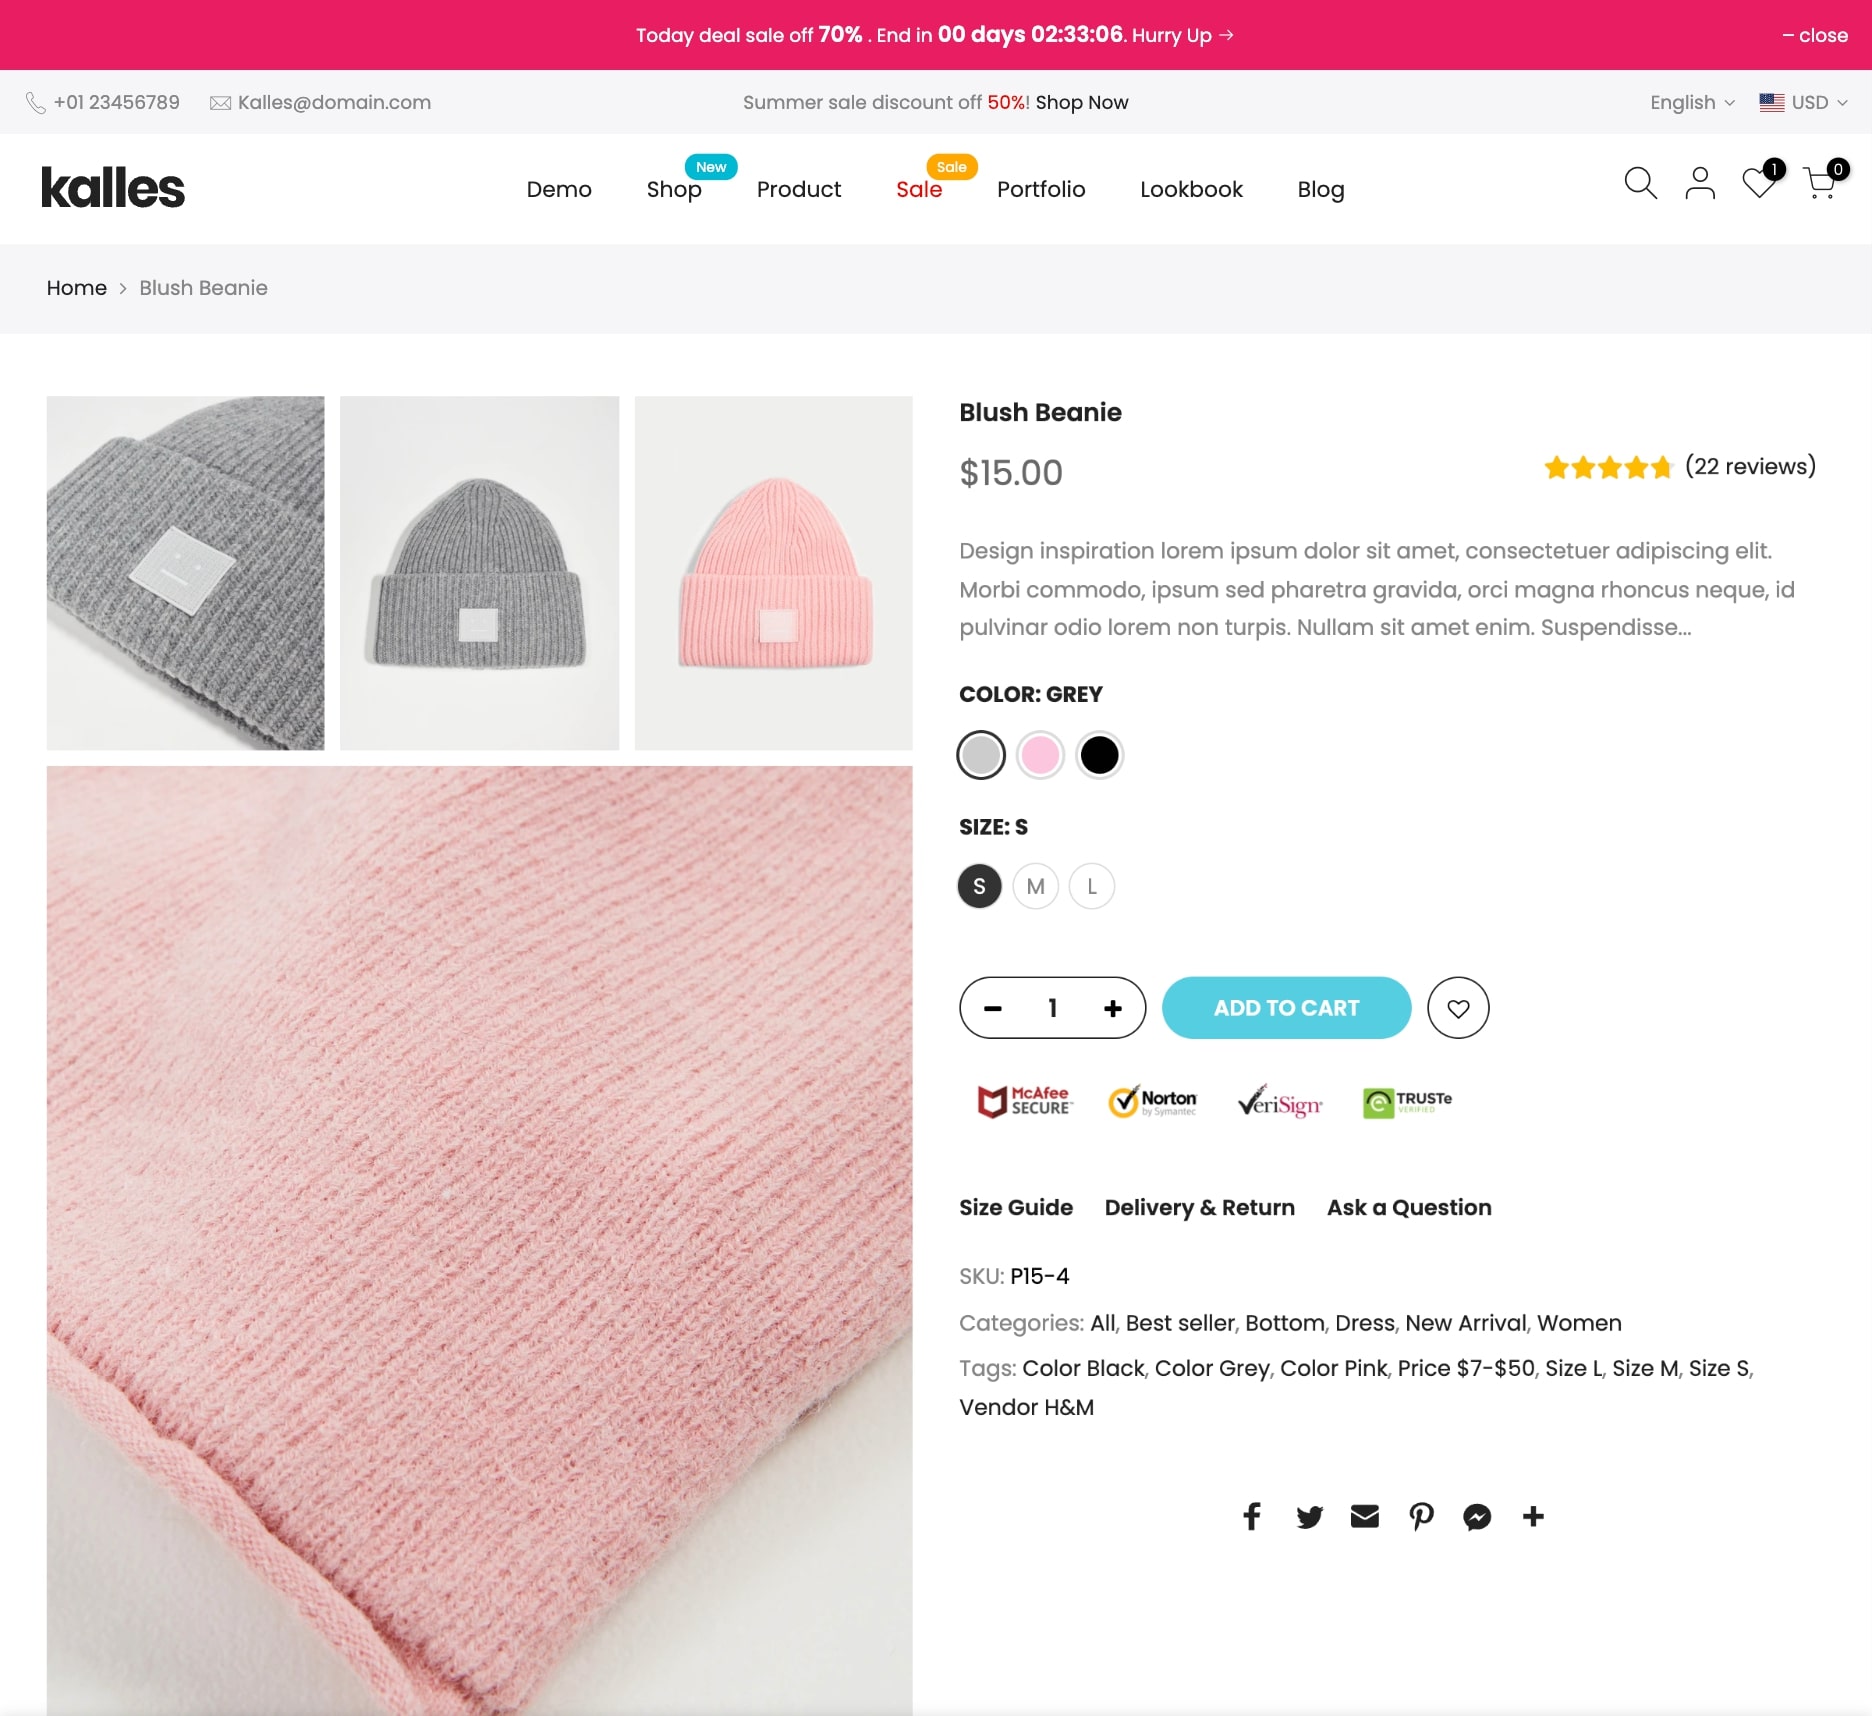 Today deal sale off 70% . End in 00 days 02:33:06. Hurry Up →
– close
+01 23456789
Kalles@domain.com
Summer sale discount off 50%! Shop Now
English
USD
kalles
New
Sale
1
0
Demo
Shop
Product
Sale
Portfolio
Lookbook
Blog
Home > Blush Beanie
Blush Beanie
$15.00
(22 reviews)
Design inspiration lorem ipsum dolor sit amet, consectetuer adipiscing elit.
Morbi commodo, ipsum sed pharetra gravida, orci magna rhoncus neque, id
pulvinar odio lorem non turpis. Nullam sit amet enim. Suspendisse...
COLOR: GREY
SIZE: S
S
M
L
– 1 +
ADD TO CART
McAfee
SECURE™
Norton
by Symantec
VeriSign
TRUSTe
VERIFIED
Size Guide
Delivery & Return
Ask a Question
SKU: P15-4
Categories: All, Best seller, Bottom, Dress, New Arrival, Women
Tags: Color Black, Color Grey, Color Pink, Price $7-$50, Size L, Size M, Size S,
Vendor H&M